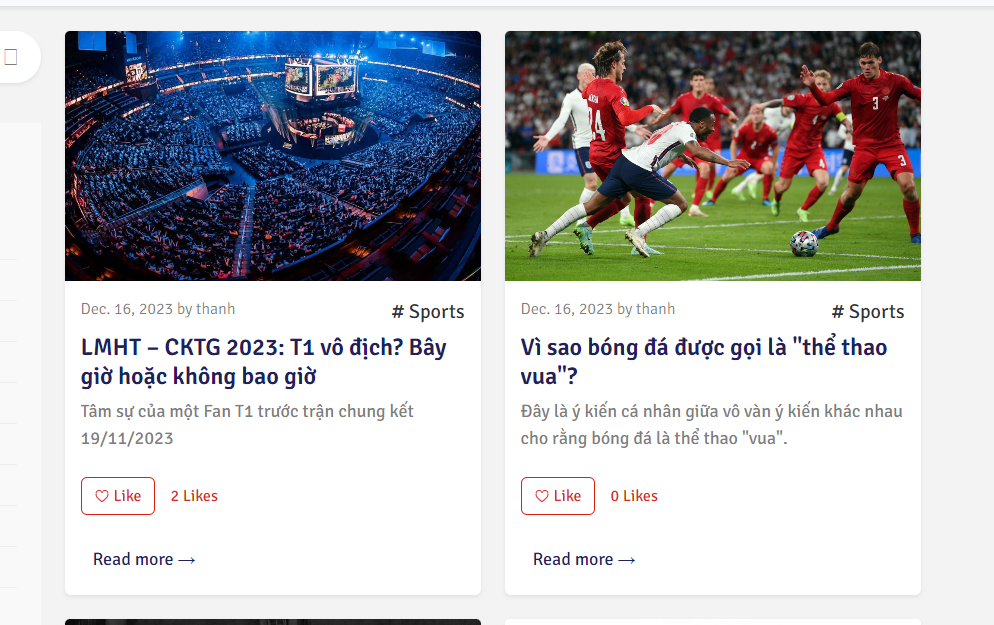 Dec. 16, 2023 by thanh
# Sports
LMHT – CKTG 2023: T1 vô địch? Bây
giờ hoặc không bao giờ
Tâm sự của một Fan T1 trước trận chung kết
19/11/2023
Like
2 Likes
Read more →
14
3
3
4
Dec. 16, 2023 by thanh
# Sports
Vì sao bóng đá được gọi là "thể thao
vua"?
Đây là ý kiến cá nhân giữa vô vàn ý kiến khác nhau
cho rằng bóng đá là thể thao "vua".
Like
0 Likes
Read more →